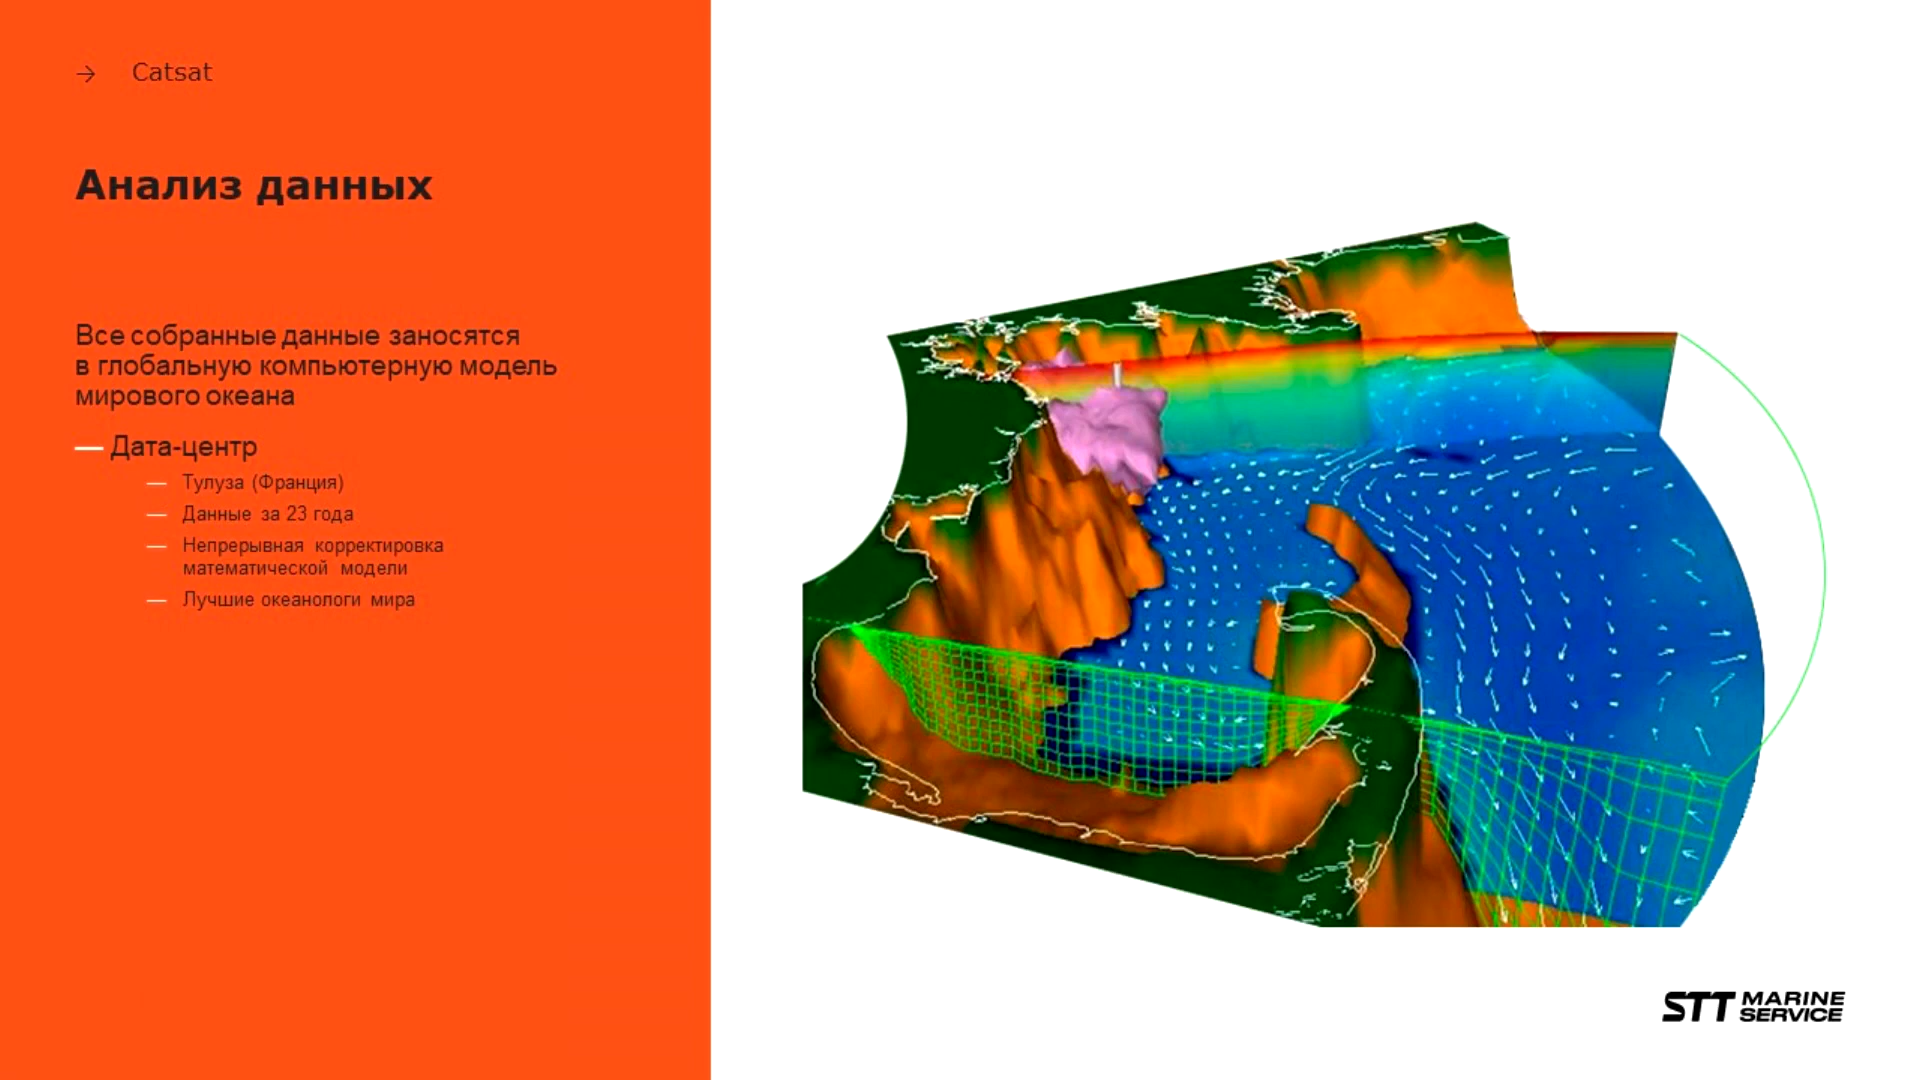 → Catsat
Анализ данных
Все собранные данные заносятся
в глобальную компьютерную модель
мирового океана
— Дата-центр
— Тулуза (Франция)
— Данные за 23 года
— Непрерывная корректировка
математической модели
— Лучшие океанологи мира
STT MARINE
SERVICE